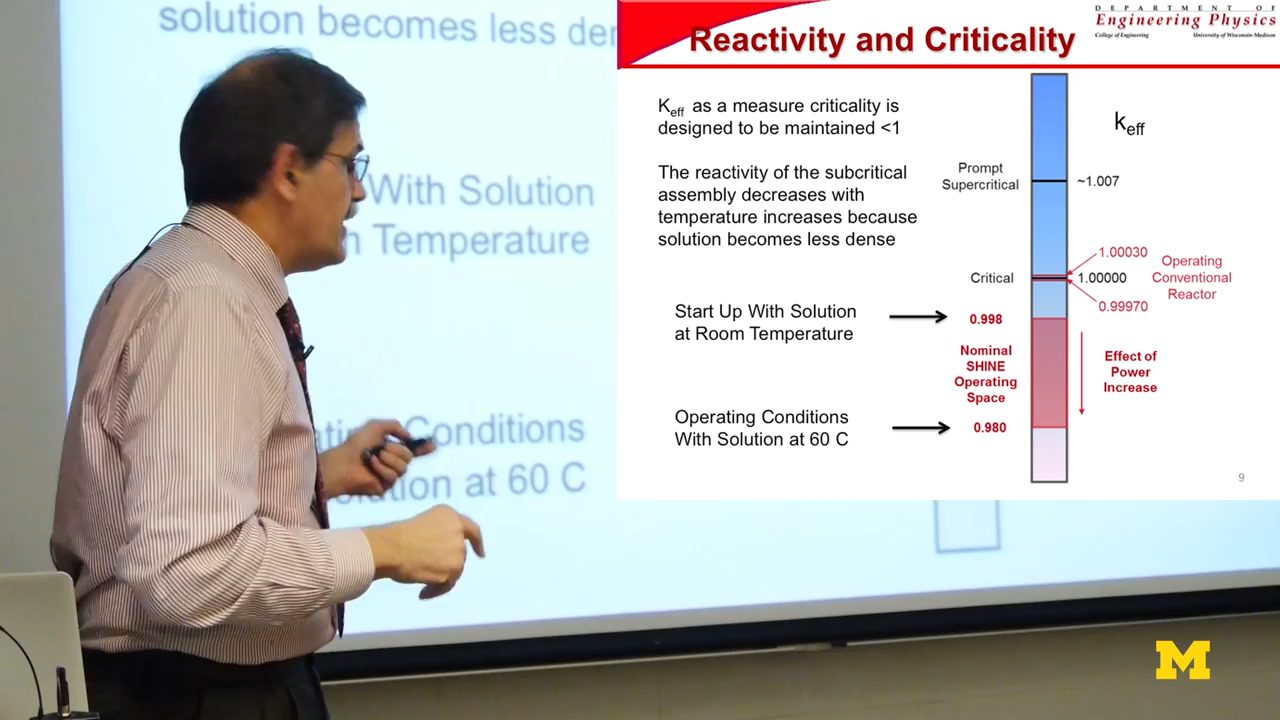 solution becomes less den
With Solution
n Temperature
Conditions
olution at 60 C
DEPARTMENT OF
Engineering Physics
College of Engineering University of Wisconsin-Madison
Reactivity and Criticality
Keff as a measure criticality is
designed to be maintained <1
The reactivity of the subcritical
assembly decreases with
temperature increases because
solution becomes less dense
Start Up With Solution
at Room Temperature
Operating Conditions
With Solution at 60 C
keff
Prompt
Supercritical
~1.007
Critical
1.00030
1.00000
0.99970
Operating
Conventional
Reactor
0.998
Nominal
SHINE
Operating
Space
0.980
Effect of
Power
Increase
9
M